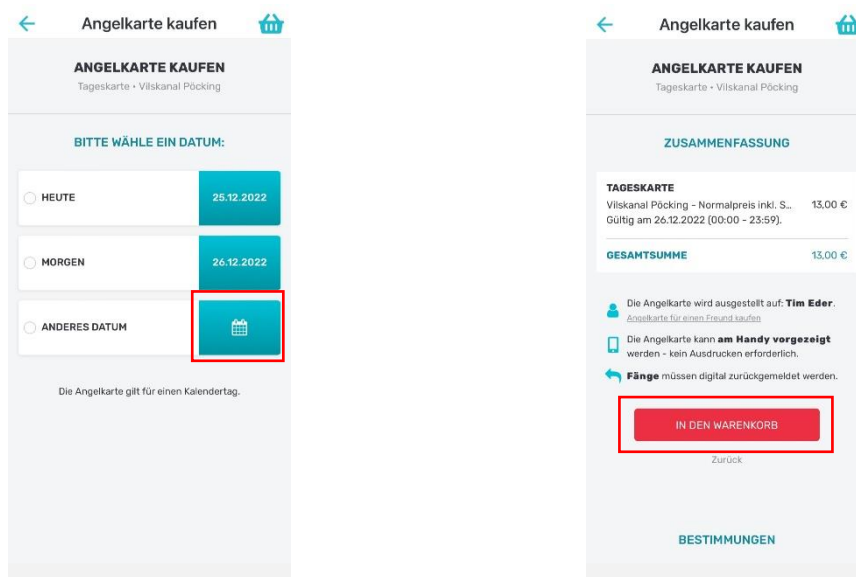 Angelkarte kaufen
ANGELKARTE KAUFEN
Tageskarte • Vilskanal Pöcking
BITTE WÄHLE EIN DATUM:
HEUTE
25.12.2022
MORGEN
26.12.2022
ANDERES DATUM
Die Angelkarte gilt für einen Kalendertag.
Angelkarte kaufen
ANGELKARTE KAUFEN
Tageskarte • Vilskanal Pöcking
ZUSAMMENFASSUNG
TAGESKARTE
Vilskanal Pöcking - Normalpreis inkl. S... 13,00 €
Gültig am 26.12.2022 (00:00 - 23:59).
GESAMTSUMME 13,00 €
Die Angelkarte wird ausgestellt auf: Tim Eder.
Angelkarte für einen Freund kaufen
Die Angelkarte kann am Handy vorgezeigt
werden - kein Ausdrucken erforderlich.
Fänge müssen digital zurückgemeldet werden.
IN DEN WARENKORB
Zurück
BESTIMMUNGEN